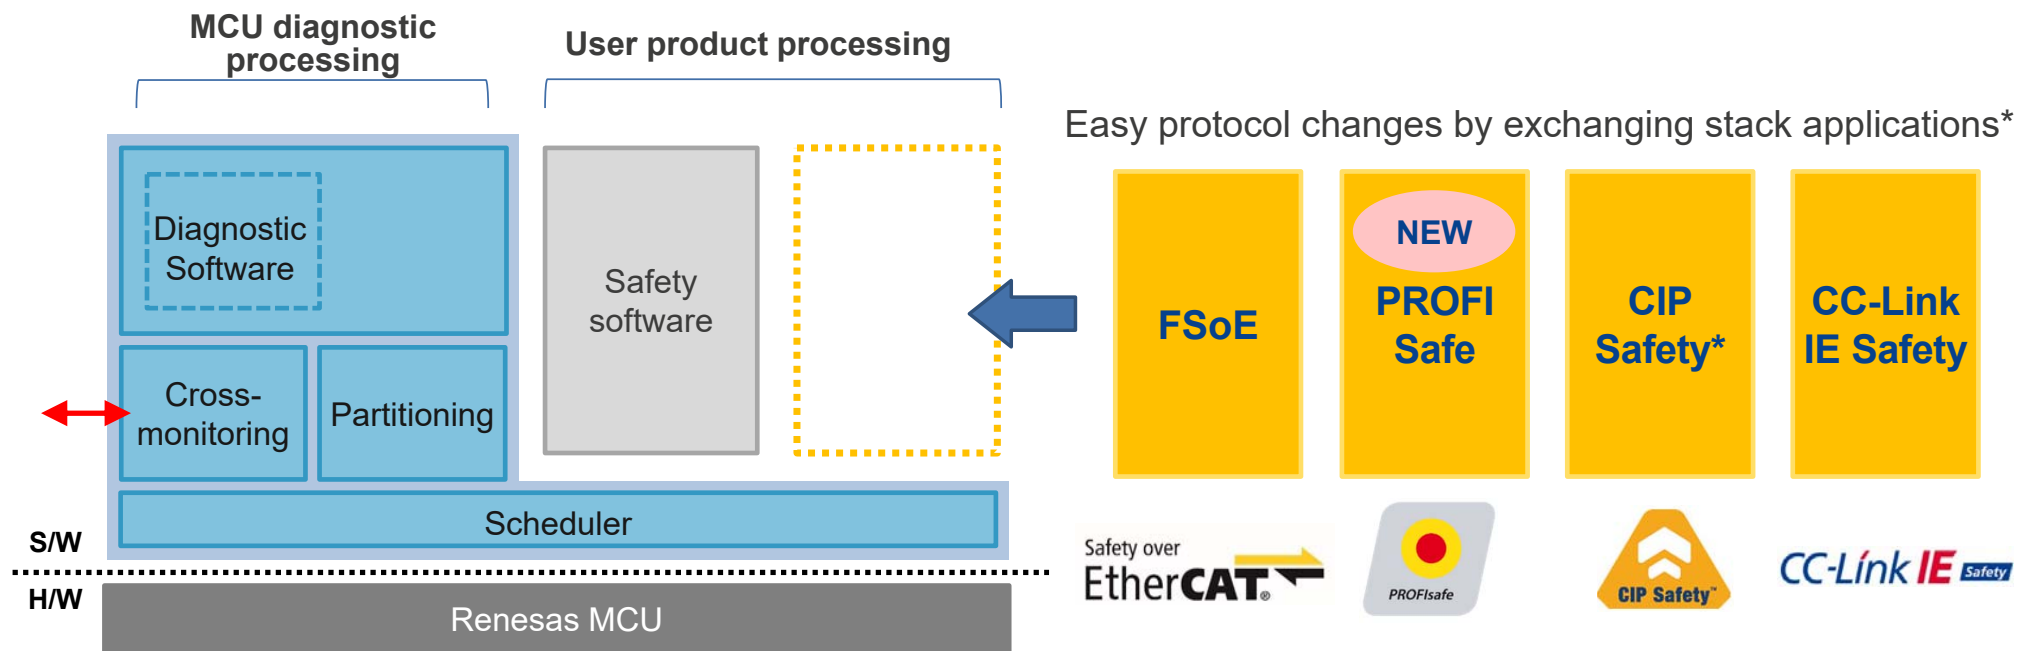 MCU diagnostic
processing
User product processing
Easy protocol changes by exchanging stack applications*
Diagnostic
Software
Safety
software
Cross-
monitoring
Partitioning
Scheduler
S/W
H/W
Renesas MCU
FSoE
NEW
PROFI
Safe
CIP
Safety*
CC-Link
IE Safety
Safety over
EtherCAT®
PROFIsafe
CIP Safety™
CC-Línk IE Safety